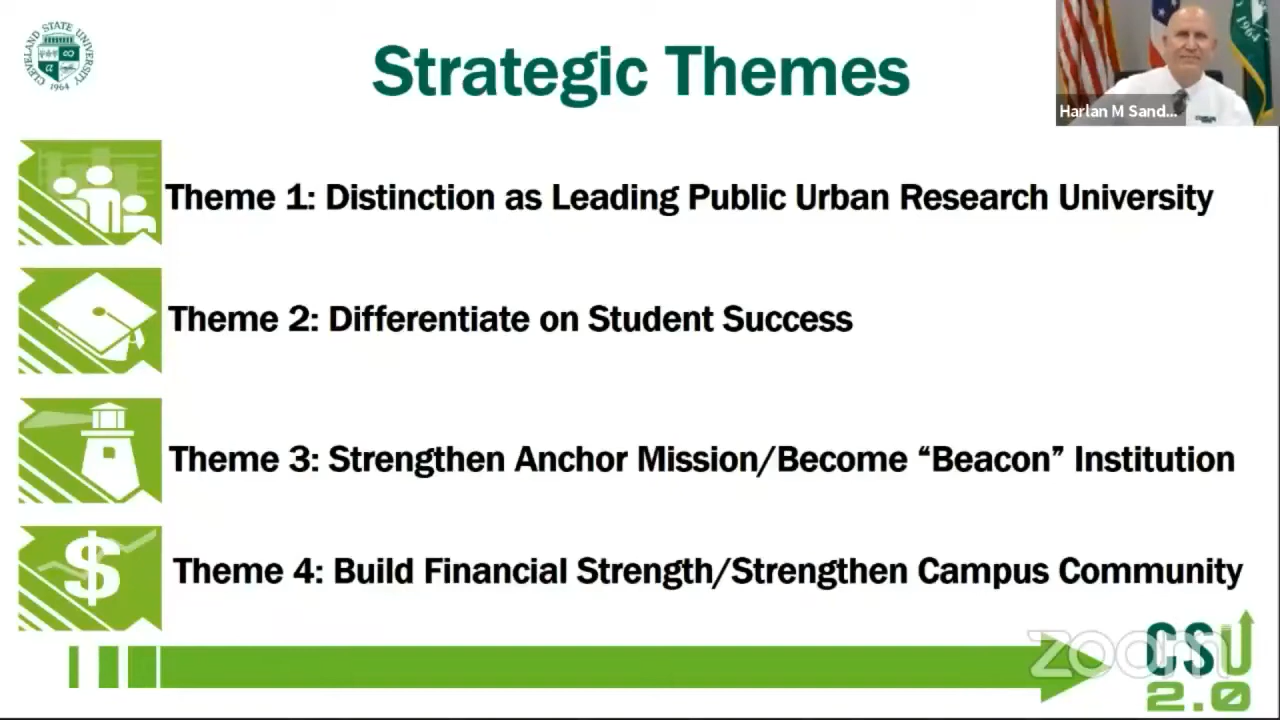 CLEVELAND STATE UNIVERSITY
1964
Strategic Themes
1964
Harlan M Sand...
Theme 1: Distinction as Leading Public Urban Research University
Theme 2: Differentiate on Student Success
Theme 3: Strengthen Anchor Mission/Become “Beacon” Institution
$
Theme 4: Build Financial Strength/Strengthen Campus Community
zoom
CSU
2.0